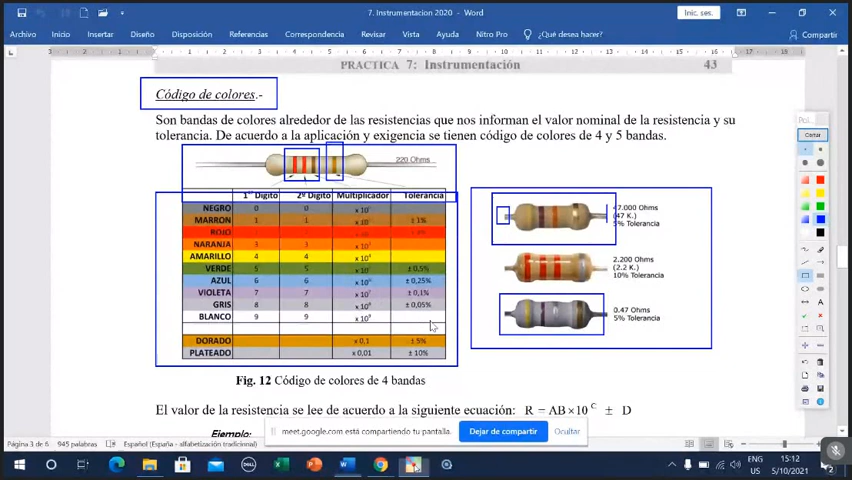 7. Instrumentacion 2020 - Word
Inic. ses.
Archivo Inicio Insertar Diseño Disposición Referencias Correspondencia Revisar Vista Ayuda Nitro Pro ¿Qué desea hacer? Compartir
PRACTICA 7: Instrumentación 43
Código de colores.-
Son bandas de colores alrededor de las resistencias que nos informan el valor nominal de la resistencia y su
tolerancia. De acuerdo a la aplicación y exigencia se tienen código de colores de 4 y 5 bandas.
220 Ohms
1er Digito 2º Digito Multiplicador Tolerancia
NEGRO 0 0
MARRON 1 1 ± 1%
ROJO
NARANJA 3 3
AMARILLO 4 4
VERDE 5 5 ± 0,5%
AZUL 6 6 ± 0,25%
VIOLETA 7 7 x 10⁷ ± 0,1%
GRIS 8 8 x 10⁸ ± 0,05%
BLANCO 9 9 x 10⁹
DORADO x 0,1 ± 5%
PLATEADO x 0,01 ± 10%
47.000 Ohms
(47 K.)
5% Tolerancia
2.200 Ohms
(2.2 K.)
10% Tolerancia
0.47 Ohms
5% Tolerancia
Fig. 12 Código de colores de 4 bandas
El valor de la resistencia se lee de acuerdo a la siguiente ecuación: R = AB×10^C ± D
Ejemplo:
meet.google.com está compartiendo tu pantalla. Dejar de compartir Ocultar
Página 3 de 6 945 palabras Español (España - alfabetización tradicional)
ENG
US
15:12
5/10/2021